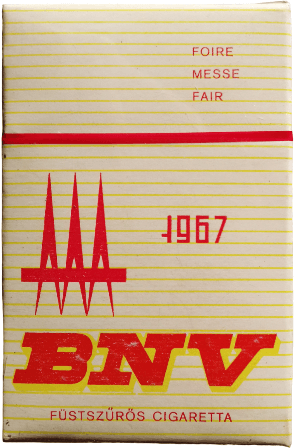 FOIRE
MESSE
FAIR
1967
BNV
FÜSTSZŰRŐS CIGARETTA